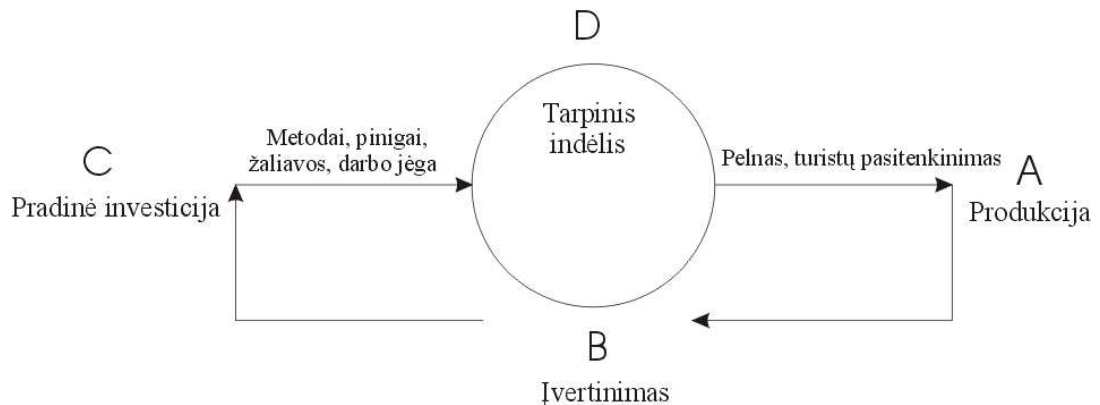 D
Tarpinis
indėlis
Metodai, pinigai,
žaliavos, darbo jėga
C
Pradinė investicija
Pelnas, turistų pasitenkinimas
A
Produkcija
B
Įvertinimas